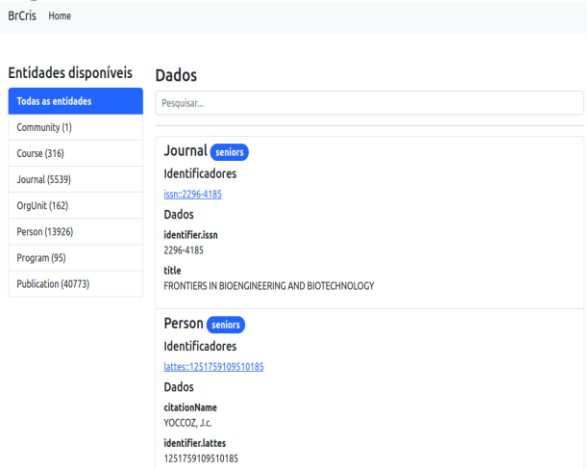 BrCris Home
Entidades disponíveis
Todas as entidades
Community (1)
Course (316)
Journal (5539)
OrgUnit (162)
Person (13926)
Program (95)
Publication (40773)
Dados
Pesquisar...
Journal seniors
Identificadores
issn::2296-4185
Dados
identifier.issn
2296-4185
title
FRONTIERS IN BIOENGINEERING AND BIOTECHNOLOGY
Person seniors
Identificadores
lattes::1251759109510185
Dados
citationName
YOCCOZ, J.c.
identifier.lattes
1251759109510185